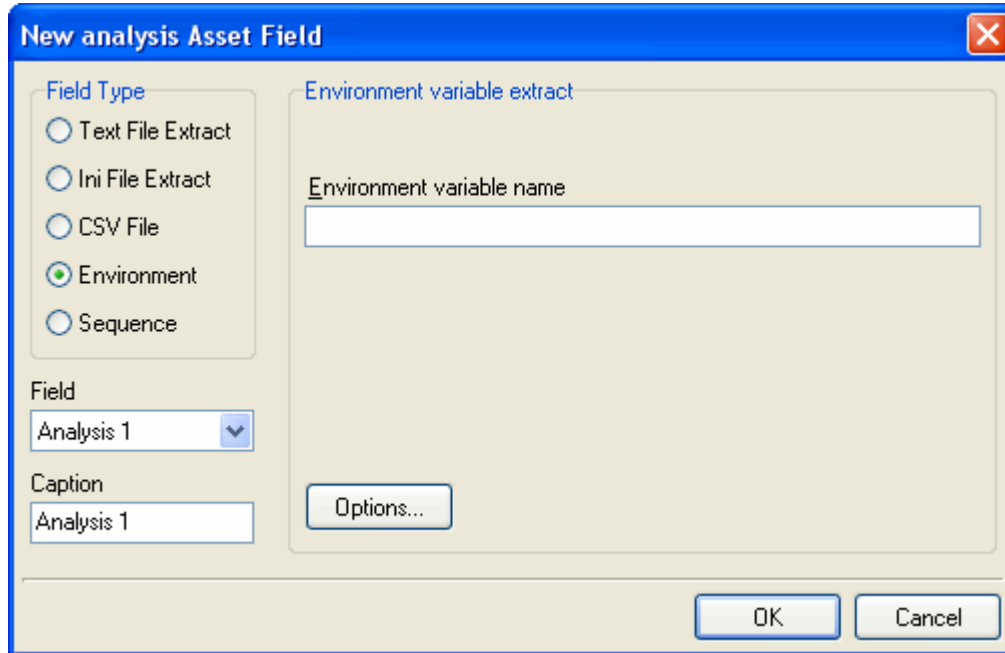 New analysis Asset Field
Field Type
Text File Extract
Ini File Extract
CSV File
Environment
Sequence
Field
Analysis 1
Caption
Analysis 1
Environment variable extract
Environment variable name
Options...
OK
Cancel